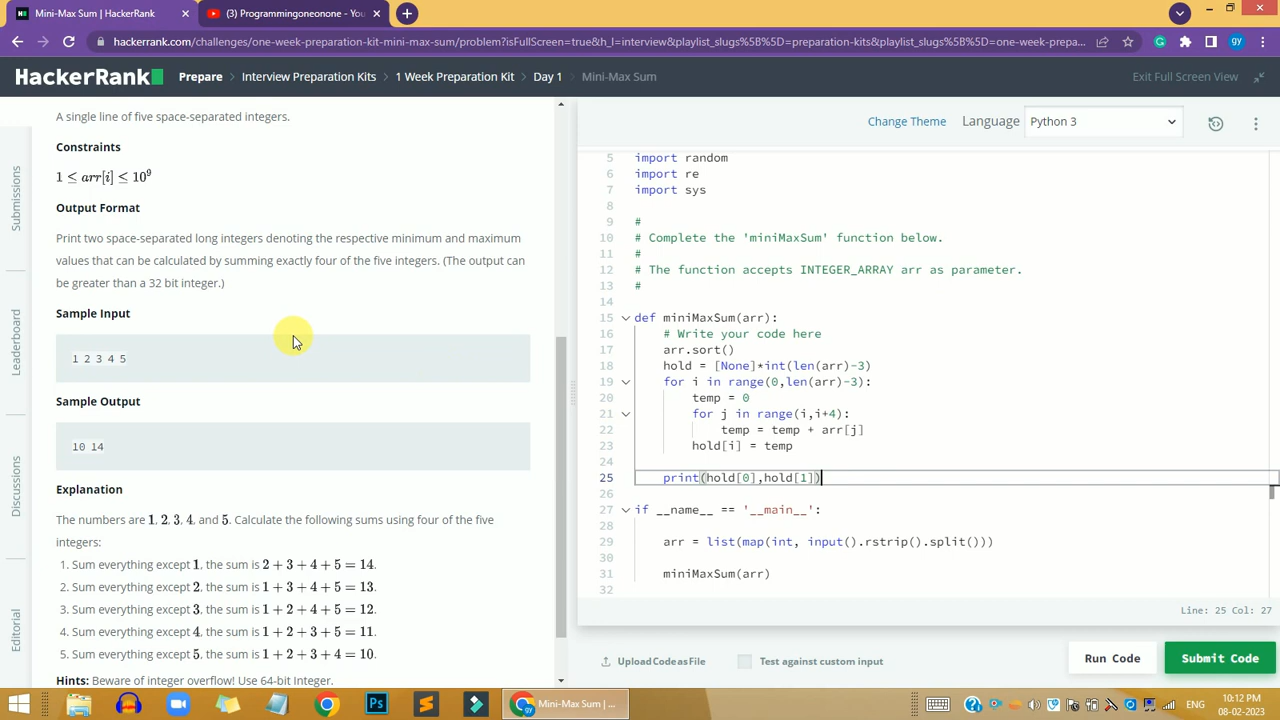 Mini-Max Sum | HackerRank
(3) Programmingoneonone - You
hackerrank.com/challenges/one-week-preparation-kit-mini-max-sum/problem?isFullScreen=true&h_l=interview&playlist_slugs%5B%5D=preparation-kits&playlist_slugs%5B%5D=one-week-prepa...
gy
HackerRank
Prepare > Interview Preparation Kits > 1 Week Preparation Kit > Day 1 > Mini-Max Sum
Exit Full Screen View
Submissions
Leaderboard
Discussions
Editorial
A single line of five space-separated integers.
Constraints
1 ≤ arr[i] ≤ 10⁹
Output Format
Print two space-separated long integers denoting the respective minimum and maximum
values that can be calculated by summing exactly four of the five integers. (The output can
be greater than a 32 bit integer.)
Sample Input
1 2 3 4 5
Sample Output
10 14
Explanation
The numbers are 1, 2, 3, 4, and 5. Calculate the following sums using four of the five
integers:
1. Sum everything except 1, the sum is 2 + 3 + 4 + 5 = 14.
2. Sum everything except 2, the sum is 1 + 3 + 4 + 5 = 13.
3. Sum everything except 3, the sum is 1 + 2 + 4 + 5 = 12.
4. Sum everything except 4, the sum is 1 + 2 + 3 + 5 = 11.
5. Sum everything except 5, the sum is 1 + 2 + 3 + 4 = 10.
Hints: Beware of integer overflow! Use 64-bit Integer.
Change Theme
Language
Python 3
5 import random
6 import re
7 import sys
8
9 #
10 # Complete the 'miniMaxSum' function below.
11 #
12 # The function accepts INTEGER_ARRAY arr as parameter.
13 #
14
15 def miniMaxSum(arr):
16     # Write your code here
17     arr.sort()
18     hold = [None]*int(len(arr)-3)
19     for i in range(0,len(arr)-3):
20         temp = 0
21         for j in range(i,i+4):
22             temp = temp + arr[j]
23         hold[i] = temp
24
25     print(hold[0],hold[1])
26
27 if __name__ == '__main__':
28
29     arr = list(map(int, input().rstrip().split()))
30
31     miniMaxSum(arr)
32
Line: 25 Col: 27
Upload Code as File
Test against custom input
Run Code
Submit Code
Mini-Max Sum | ...
ENG
10:12 PM
08-02-2023